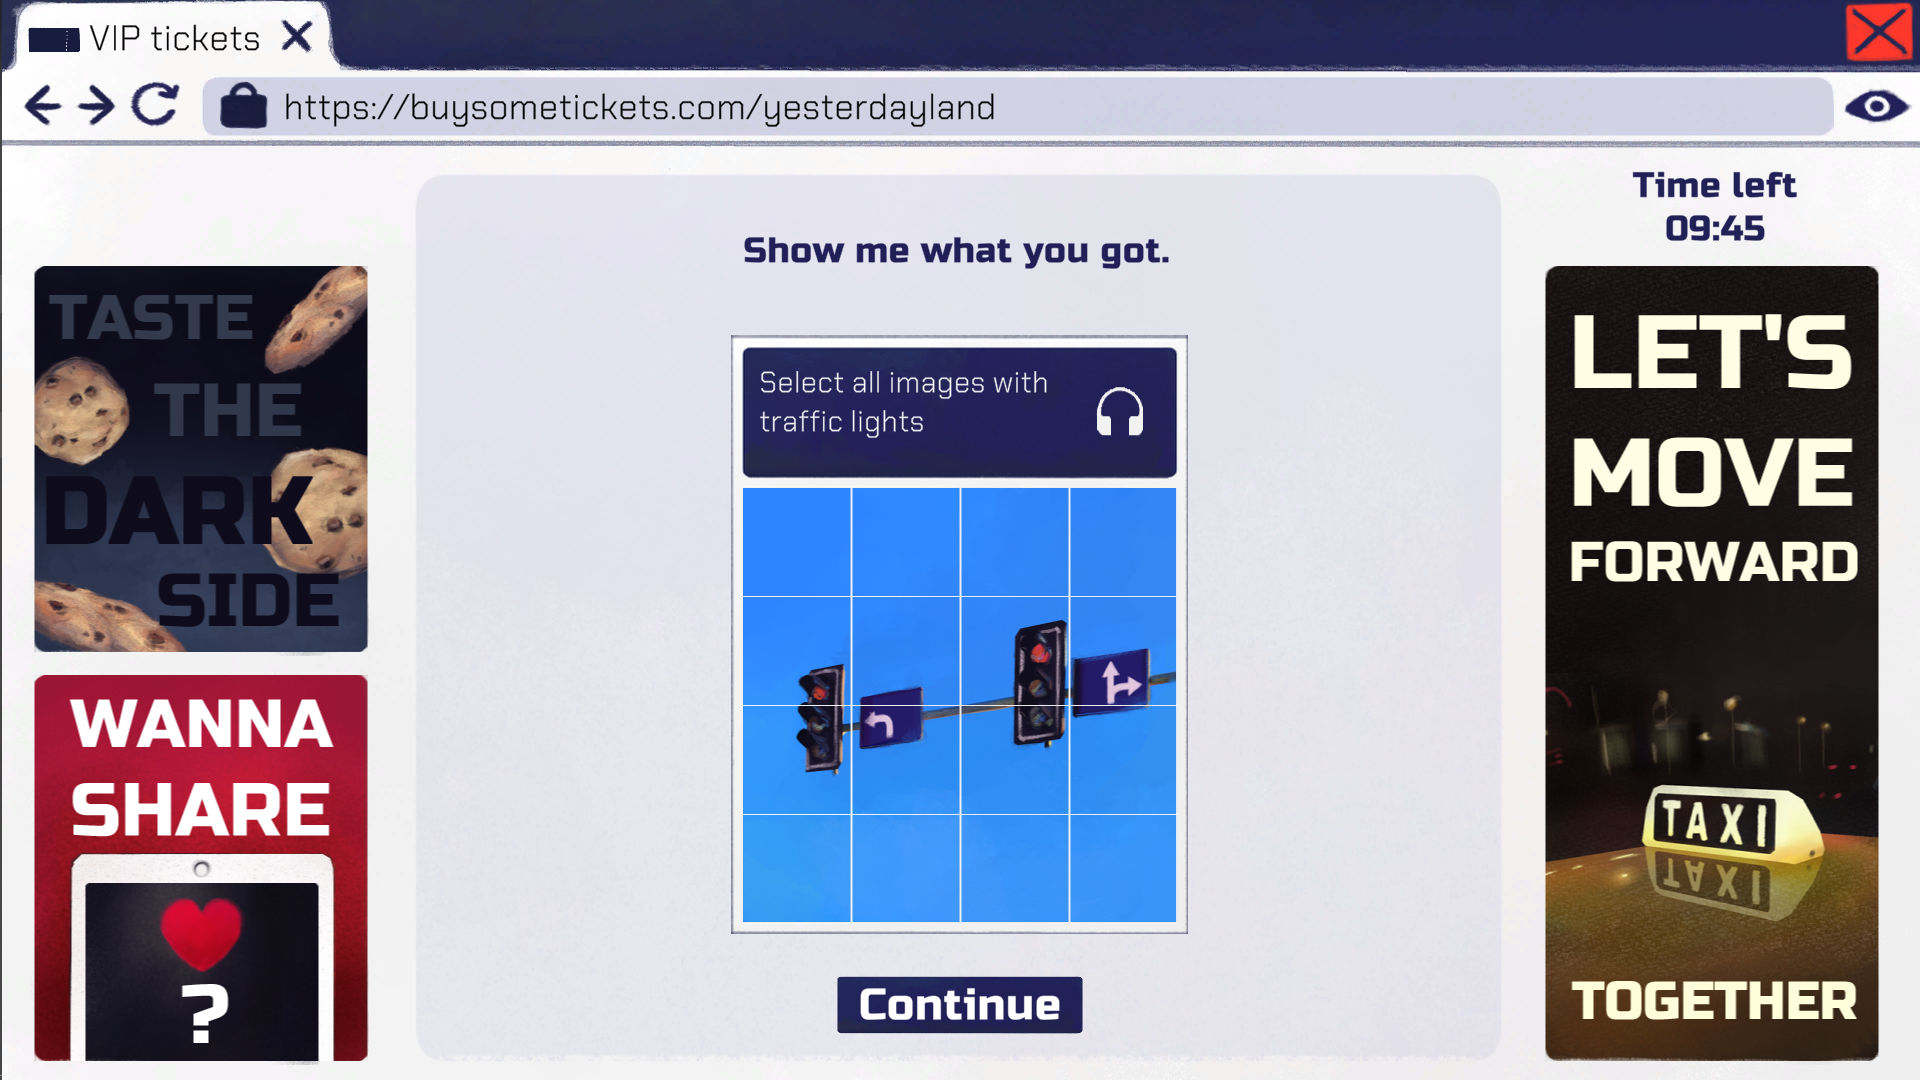 VIP tickets
https://buysometickets.com/yesterdayland
Time left
09:45
Show me what you got.
Select all images with
traffic lights
Continue
TASTE
THE
DARK
SIDE
WANNA
SHARE
?
LET'S
MOVE
FORWARD
TAXI
TAXI
TOGETHER